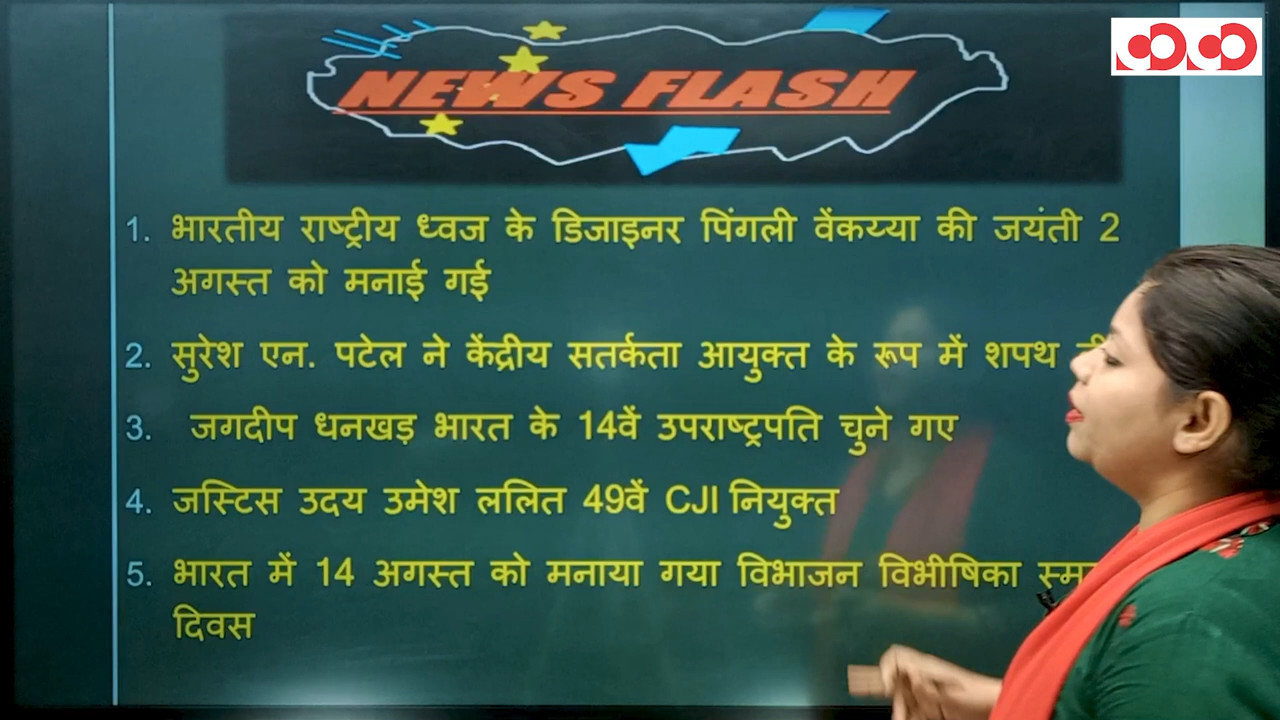 NEWS FLASH
1. भारतीय राष्ट्रीय ध्वज के डिजाइनर पिंगली वेंकय्या की जयंती 2
अगस्त को मनाई गई
2. सुरेश एन. पटेल ने केंद्रीय सतर्कता आयुक्त के रूप में शपथ
3. जगदीप धनखड़ भारत के 14वें उपराष्ट्रपति चुने गए
4. जस्टिस उदय उमेश ललित 49वें CJI नियुक्त
5. भारत में 14 अगस्त को मनाया गया विभाजन विभीषिका
दिवस